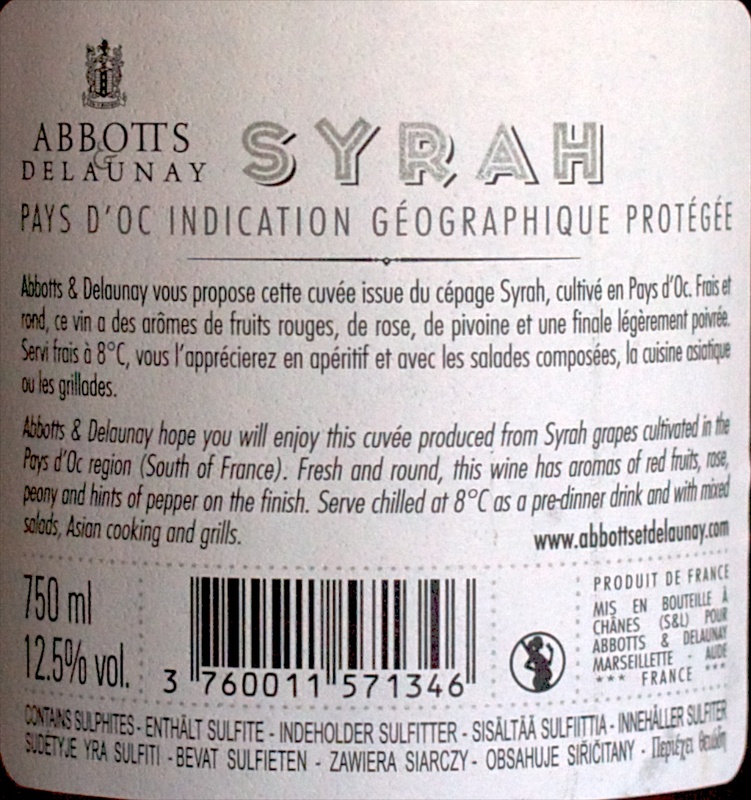 ABBOTTS
&
DELAUNAY
SYRAH
PAYS D'OC INDICATION GÉOGRAPHIQUE PROTÉGÉE
Abbotts & Delaunay vous propose cette cuvée issue du cépage Syrah, cultivé en Pays d'Oc. Frais et
rond, ce vin a des arômes de fruits rouges, de rose, de pivoine et une finale légèrement poivrée.
Servi frais à 8°C, vous l'apprécierez en apéritif et avec les salades composées, la cuisine asiatique
ou les grillades.
Abbotts & Delaunay hope you will enjoy this cuvée produced from Syrah grapes cultivated in the
Pays d'Oc region (South of France). Fresh and round, this wine has aromas of red fruits, rose,
peony and hints of pepper on the finish. Serve chilled at 8°C as a pre-dinner drink and with mixed
salads, Asian cooking and grills.
www.abbottsetdelaunay.com
750 ml
12.5% vol.
3 760011 571346
PRODUIT DE FRANCE
MIS EN BOUTEILLE À
CHÂNES (S&L) POUR
ABBOTTS & DELAUNAY
MARSEILLETTE - AUDE
*** FRANCE ***
CONTAINS SULPHITES - ENTHÄLT SULFITE - INDEHOLDER SULFITTER - SISÄLTÄÄ SULFIITTIA - INNEHÅLLER SULFITER
SUDĖTYJE YRA SULFITI - BEVAT SULFIETEN - ZAWIERA SIARCZY - OBSAHUJE SIŘIČITANY - Περιέχει θειώδη